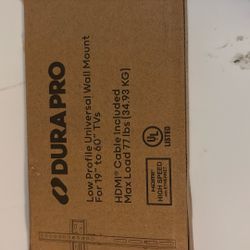 DURAPRO
Low Profile Universal Wall Mount
For 19" to 60" TVs
HDMI® Cable Included
Max Load 77 lbs (34.93 KG)
UL
LISTED
HDMI
HIGH SPEED